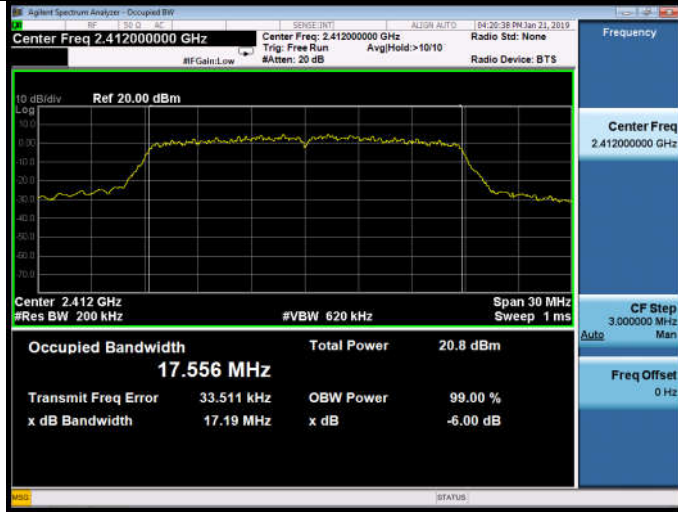 Agilent Spectrum Analyzer - Occupied BW
RF 50 Ω AC SENSE:INT ALIGN AUTO 04:20:38 PM Jan 21, 2019
Center Freq 2.412000000 GHz
Center Freq: 2.412000000 GHz
Radio Std: None
Trig: Free Run Avg|Hold:>10/10
#IFGain:Low #Atten: 20 dB Radio Device: BTS
10 dB/div Ref 20.00 dBm
Log
10.0
0.00
-10.0
-20.0
-30.0
-40.0
-50.0
-60.0
-70.0
Center 2.412 GHz Span 30 MHz
#Res BW 200 kHz #VBW 620 kHz Sweep 1 ms
Occupied Bandwidth Total Power 20.8 dBm
17.556 MHz
Transmit Freq Error 33.511 kHz OBW Power 99.00 %
x dB Bandwidth 17.19 MHz x dB -6.00 dB
MSG STATUS
Frequency
Center Freq
2.412000000 GHz
CF Step
3.000000 MHz
Auto Man
Freq Offset
0 Hz